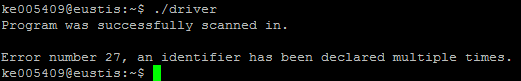 ke005409@eustis:~$ ./driver
Program was successfully scanned in.
Error number 27, an identifier has been declared multiple times.
ke005409@eustis:~$